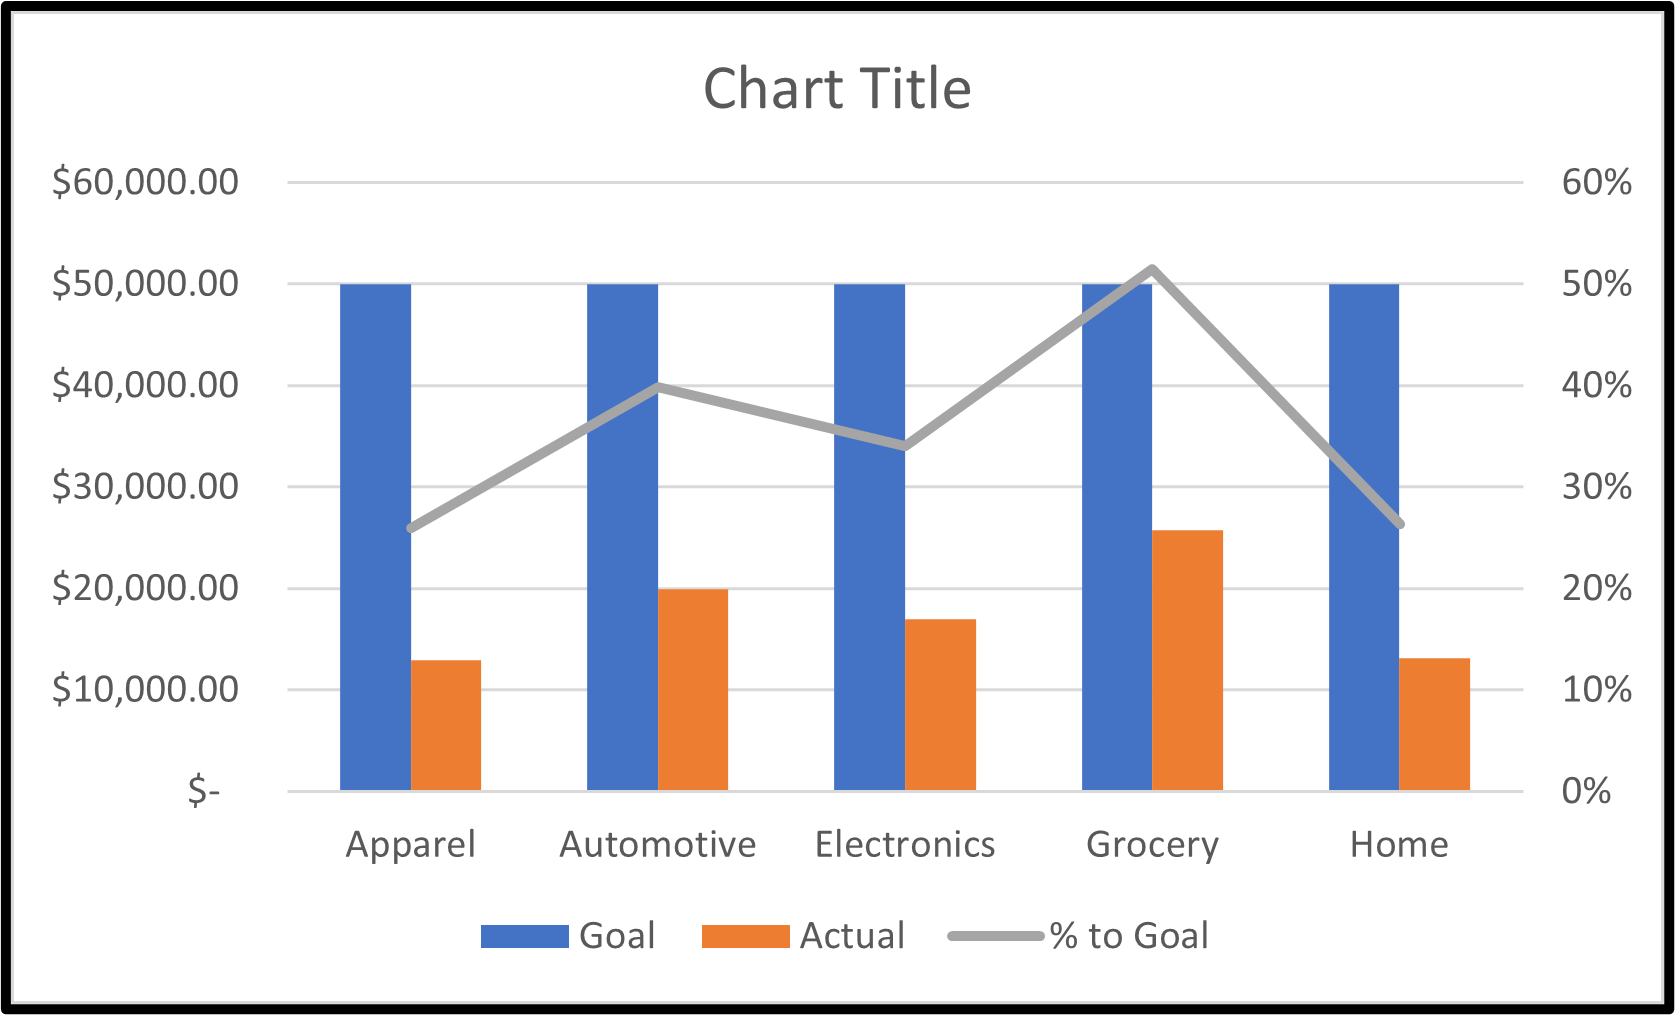 Chart Title
$60,000.00 60%
$50,000.00 50%
$40,000.00 40%
$30,000.00 30%
$20,000.00 20%
$10,000.00 10%
$- 0%
Apparel Automotive Electronics Grocery Home
Goal Actual % to Goal